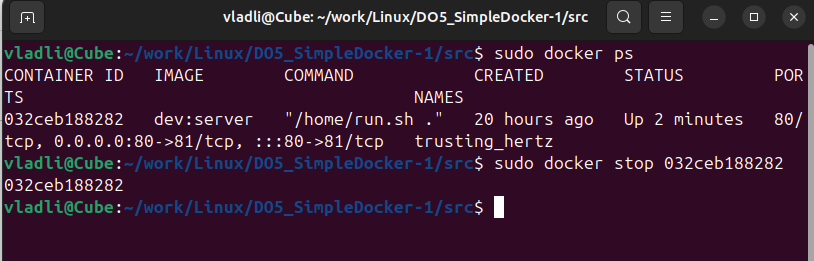 vladli@Cube: ~/work/Linux/DO5_SimpleDocker-1/src
vladli@Cube:~/work/Linux/DO5_SimpleDocker-1/src$ sudo docker ps
CONTAINER ID   IMAGE        COMMAND            CREATED        STATUS         POR
TS                                     NAMES
032ceb188282   dev:server   "/home/run.sh ."   20 hours ago   Up 2 minutes   80/
tcp, 0.0.0.0:80->81/tcp, :::80->81/tcp   trusting_hertz
vladli@Cube:~/work/Linux/DO5_SimpleDocker-1/src$ sudo docker stop 032ceb188282
032ceb188282
vladli@Cube:~/work/Linux/DO5_SimpleDocker-1/src$